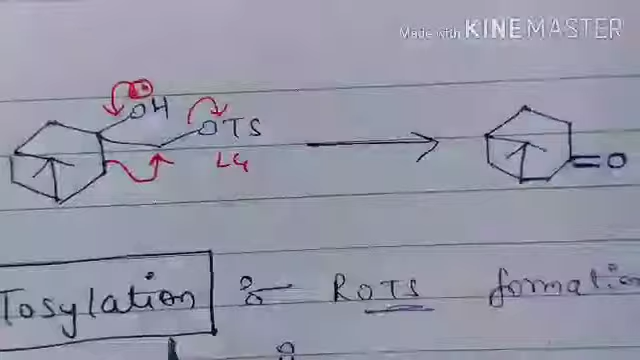 Made with KINEMASTER
OH
OTS
LG
=O
Tosylation : ROTS formation